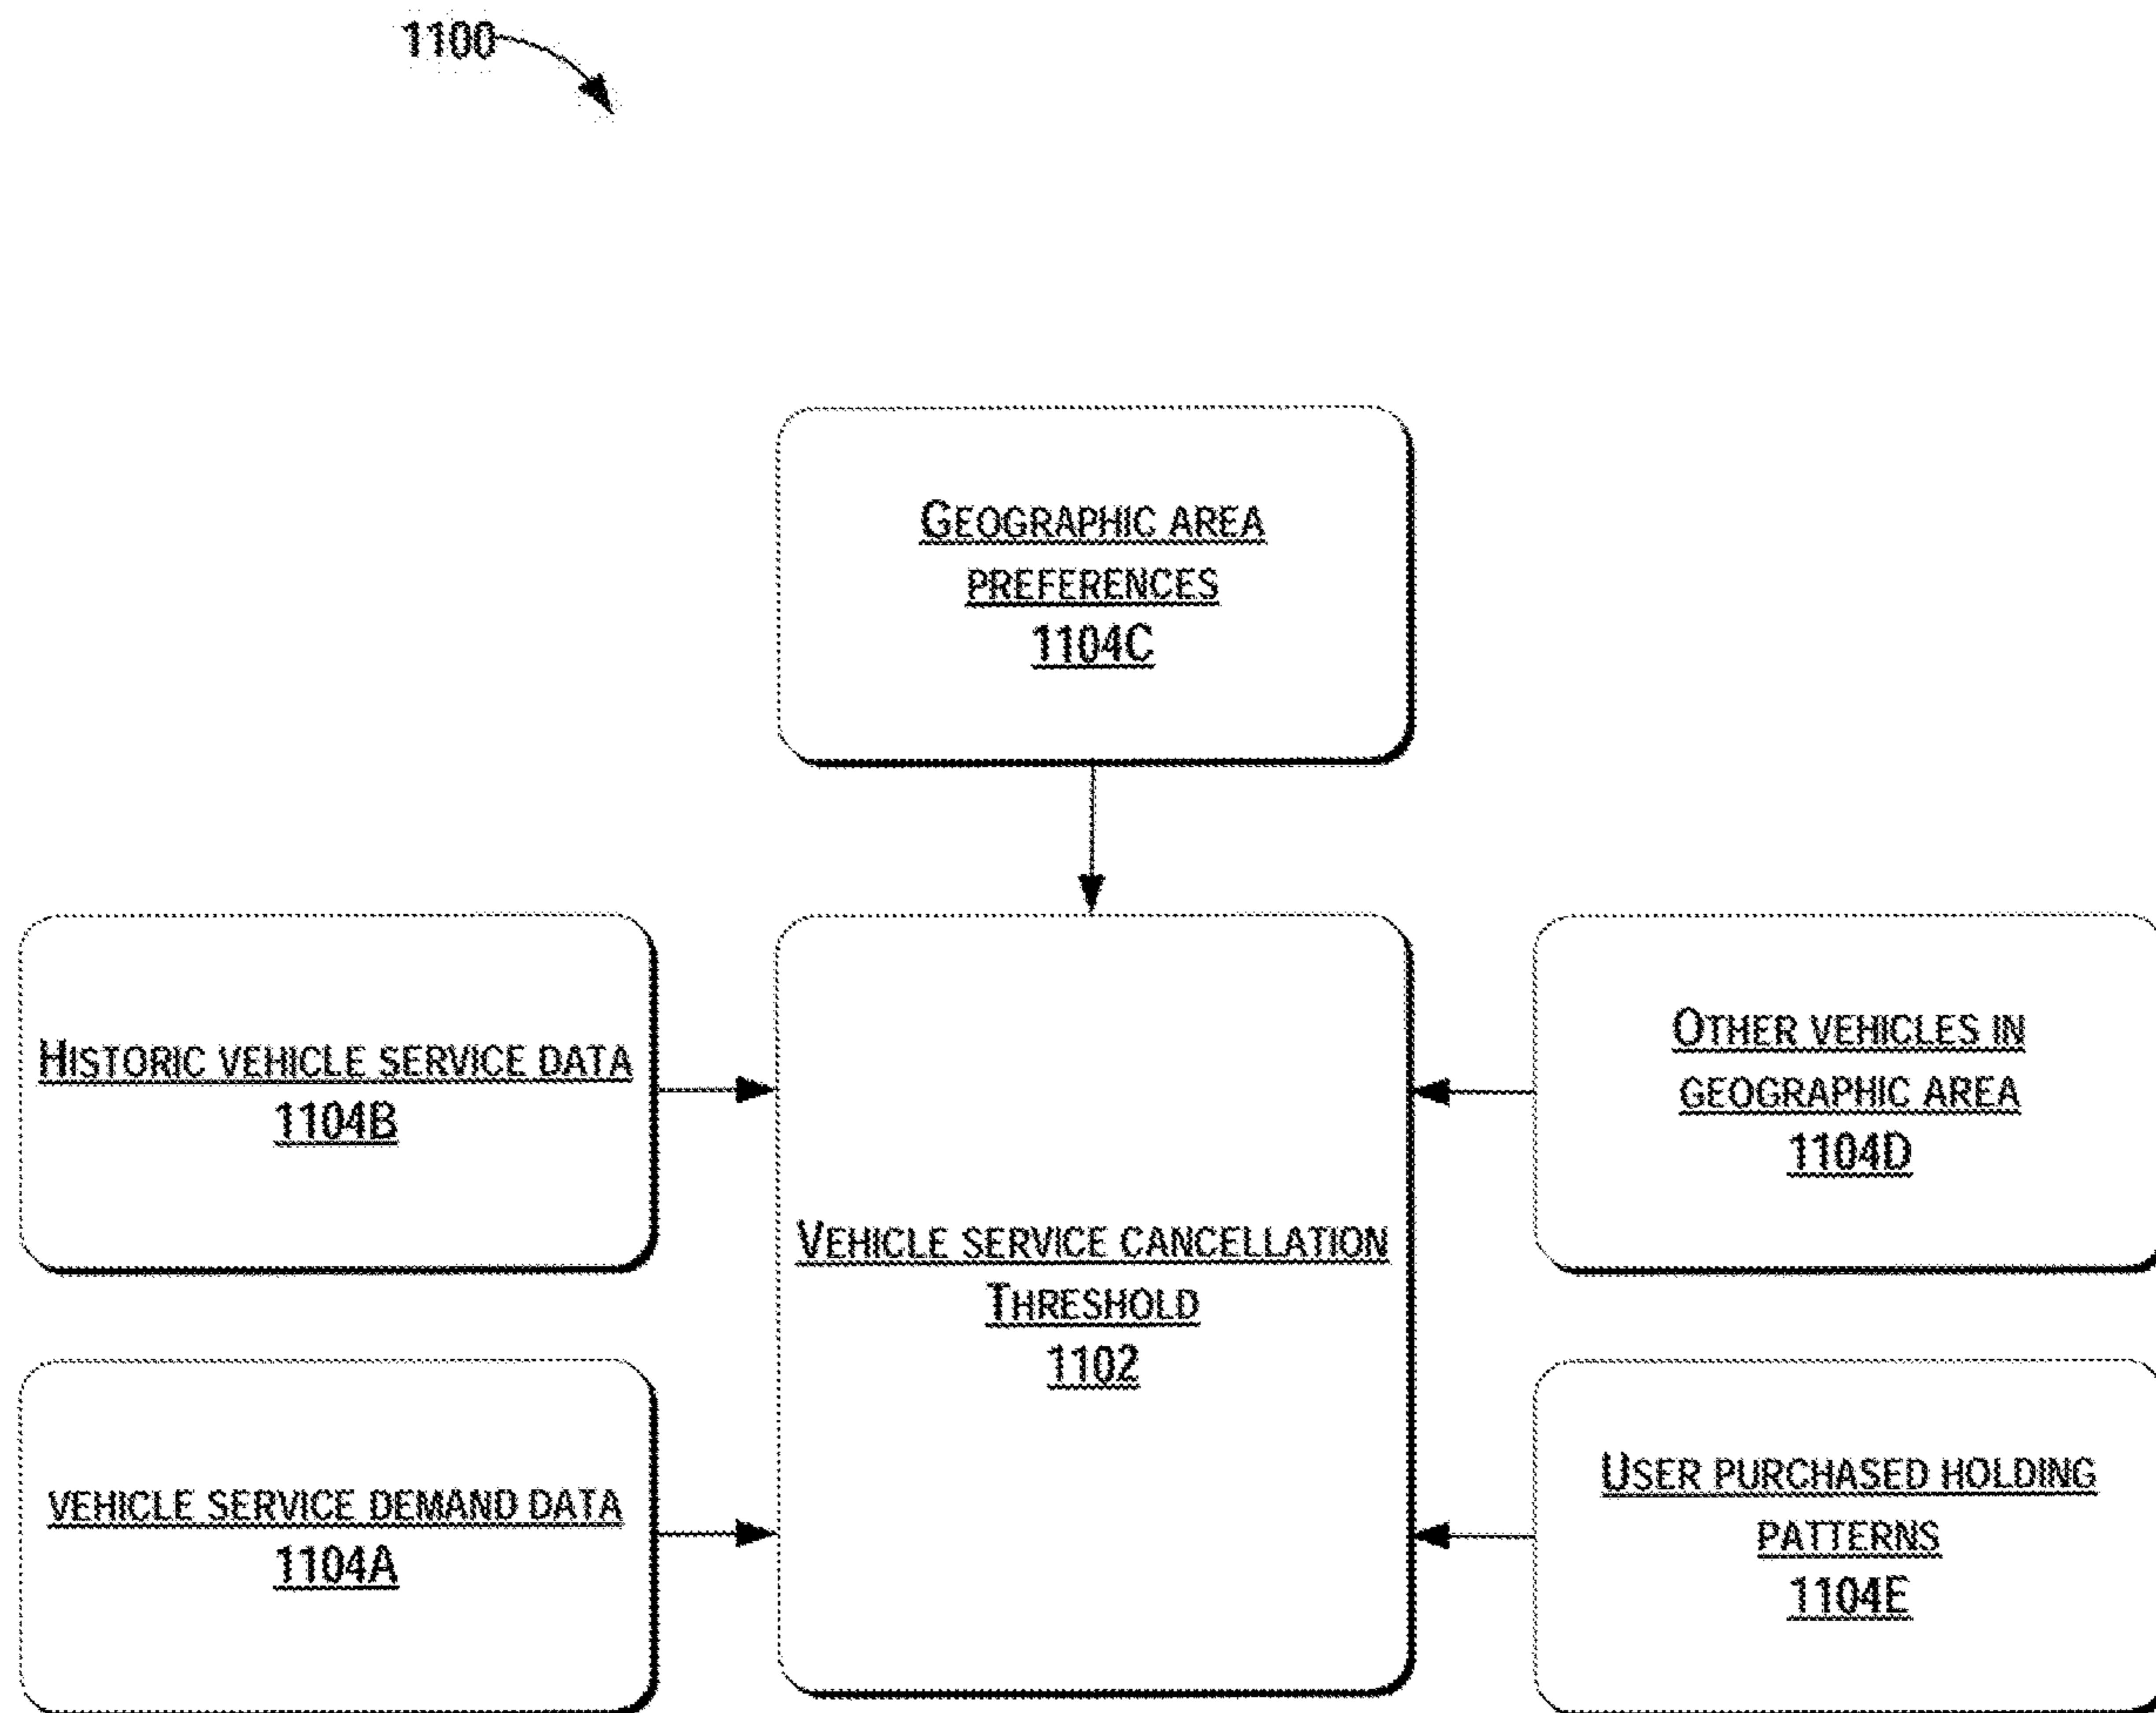 1100
GEOGRAPHIC AREA
PREFERENCES
1104C
HISTORIC VEHICLE SERVICE DATA
1104B
VEHICLE SERVICE DEMAND DATA
1104A
VEHICLE SERVICE CANCELLATION
THRESHOLD
1102
OTHER VEHICLES IN
GEOGRAPHIC AREA
1104D
USER PURCHASED HOLDING
PATTERNS
1104E